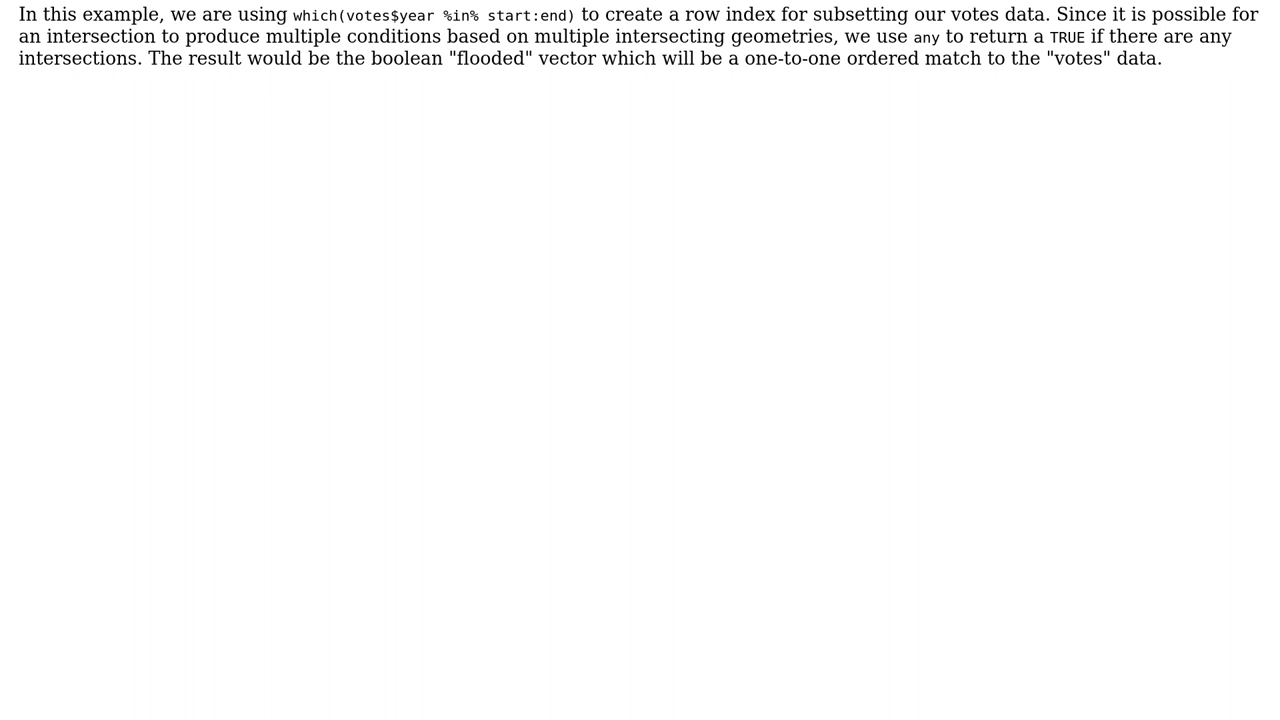 In this example, we are using which(votes$year %in% start:end) to create a row index for subsetting our votes data. Since it is possible for
an intersection to produce multiple conditions based on multiple intersecting geometries, we use any to return a TRUE if there are any
intersections. The result would be the boolean "flooded" vector which will be a one-to-one ordered match to the "votes" data.